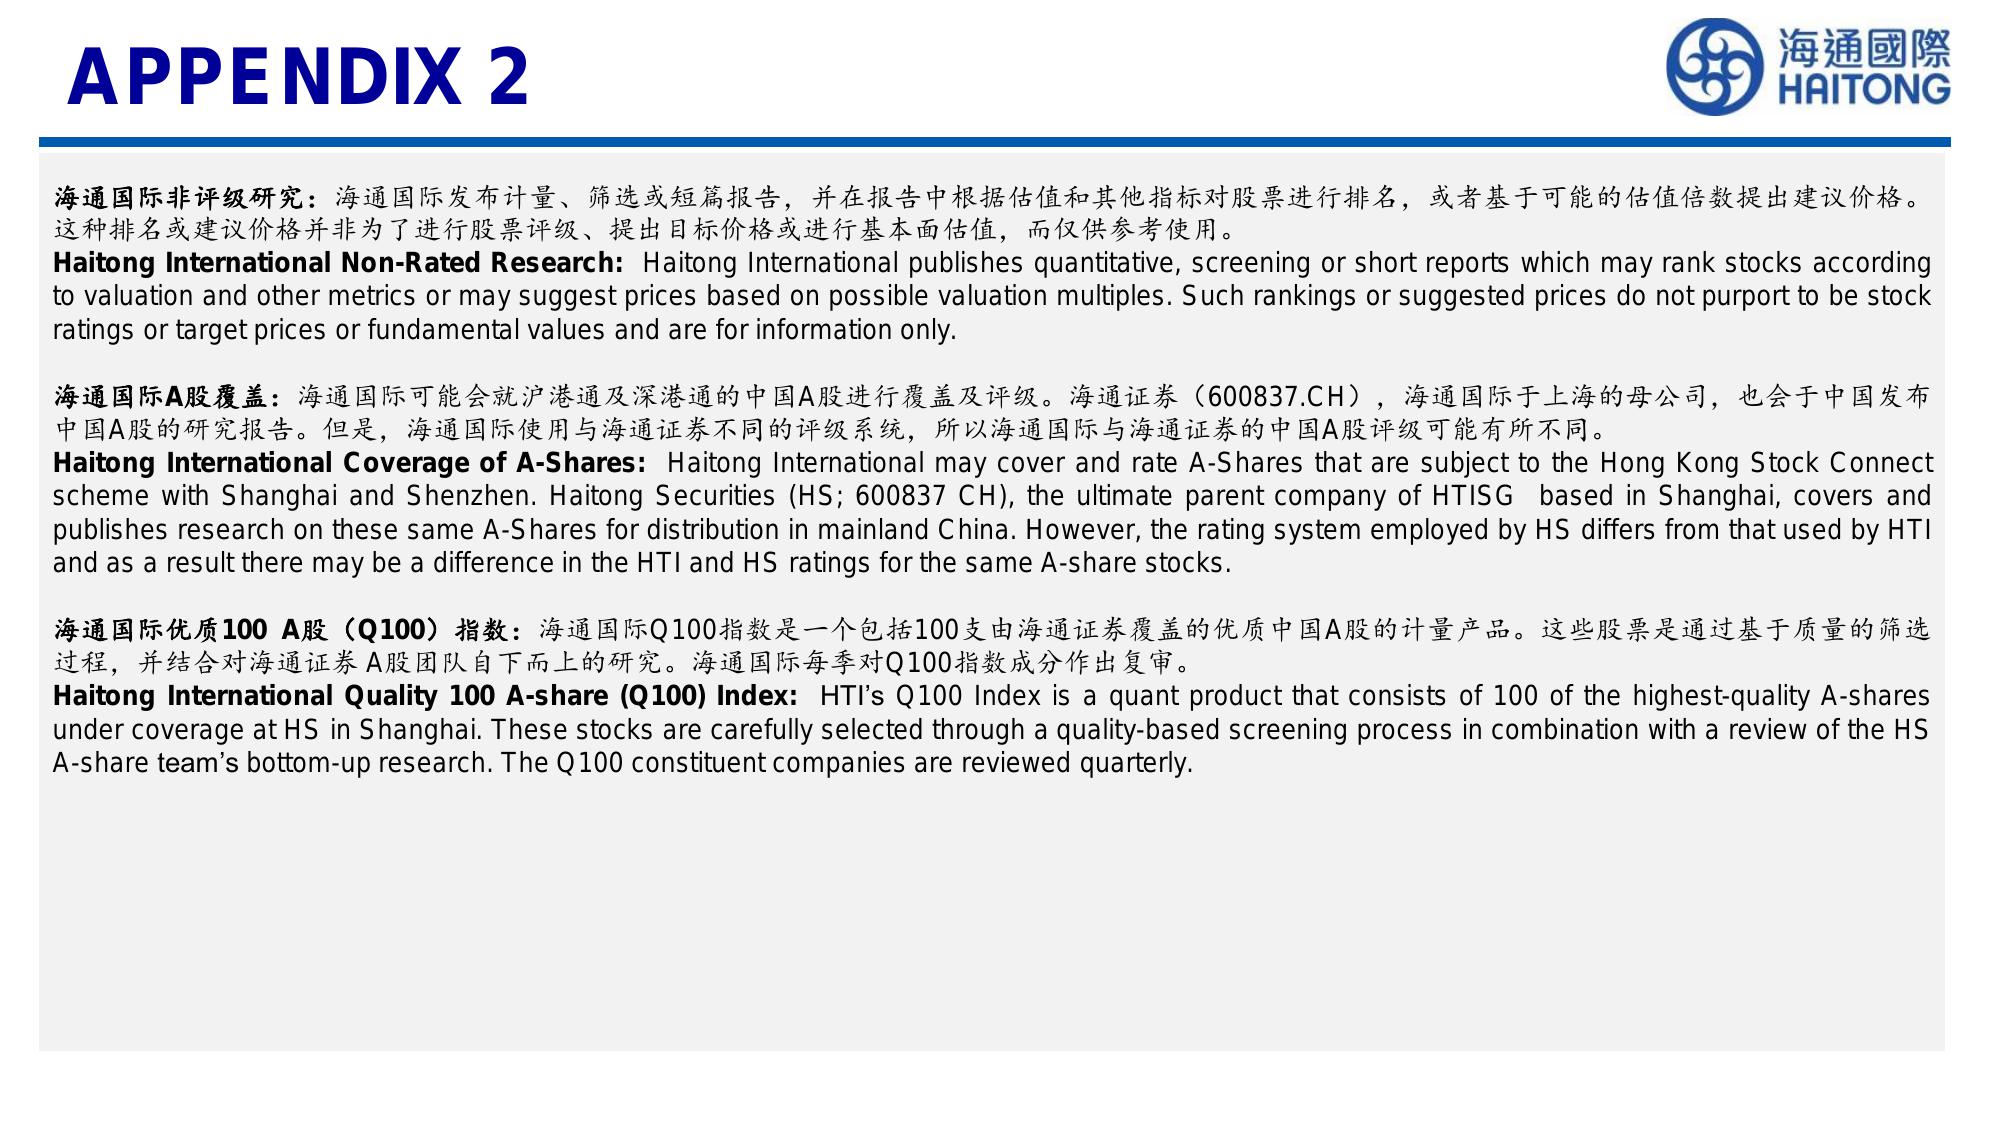 APPENDIX 2
海通國際
HAITONG
海通国际非评级研究：海通国际发布计量、筛选或短篇报告，并在报告中根据估值和其他指标对股票进行排名，或者基于可能的估值倍数提出建议价格。
这种排名或建议价格并非为了进行股票评级、提出目标价格或进行基本面估值，而仅供参考使用。
Haitong International Non-Rated Research: Haitong International publishes quantitative, screening or short reports which may rank stocks according
to valuation and other metrics or may suggest prices based on possible valuation multiples. Such rankings or suggested prices do not purport to be stock
ratings or target prices or fundamental values and are for information only.
海通国际A股覆盖：海通国际可能会就沪港通及深港通的中国A股进行覆盖及评级。海通证券（600837.CH），海通国际于上海的母公司，也会于中国发布
中国A股的研究报告。但是，海通国际使用与海通证券不同的评级系统，所以海通国际与海通证券的中国A股评级可能有所不同。
Haitong International Coverage of A-Shares: Haitong International may cover and rate A-Shares that are subject to the Hong Kong Stock Connect
scheme with Shanghai and Shenzhen. Haitong Securities (HS; 600837 CH), the ultimate parent company of HTISG based in Shanghai, covers and
publishes research on these same A-Shares for distribution in mainland China. However, the rating system employed by HS differs from that used by HTI
and as a result there may be a difference in the HTI and HS ratings for the same A-share stocks.
海通国际优质100 A股（Q100）指数：海通国际Q100指数是一个包括100支由海通证券覆盖的优质中国A股的计量产品。这些股票是通过基于质量的筛选
过程，并结合对海通证券 A股团队自下而上的研究。海通国际每季对Q100指数成分作出复审。
Haitong International Quality 100 A-share (Q100) Index: HTI’s Q100 Index is a quant product that consists of 100 of the highest-quality A-shares
under coverage at HS in Shanghai. These stocks are carefully selected through a quality-based screening process in combination with a review of the HS
A-share team’s bottom-up research. The Q100 constituent companies are reviewed quarterly.